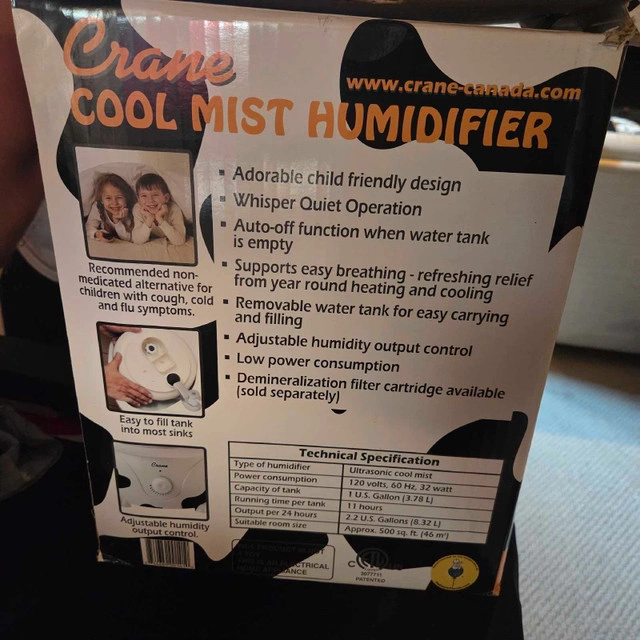 Crane
www.crane-canada.com
COOL MIST HUMIDIFIER
▪ Adorable child friendly design
▪ Whisper Quiet Operation
▪ Auto-off function when water tank
is empty
▪ Supports easy breathing - refreshing relief
from year round heating and cooling
▪ Removable water tank for easy carrying
and filling
▪ Adjustable humidity output control
▪ Low power consumption
▪ Demineralization filter cartridge available
(sold separately)
Recommended non-
medicated alternative for
children with cough, cold
and flu symptoms.
Easy to fill tank
into most sinks
Crane
Adjustable humidity
output control.
Technical Specification
Type of humidifier Ultrasonic cool mist
Power consumption 120 volts, 60 Hz, 32 watt
Capacity of tank 1 U.S. Gallon (3.78 L)
Running time per tank 11 hours
Output per 24 hours 2.2 U.S. Gallons (8.32 L)
Suitable room size Approx. 500 sq. ft. (46 m²)
3077711
PATENTED